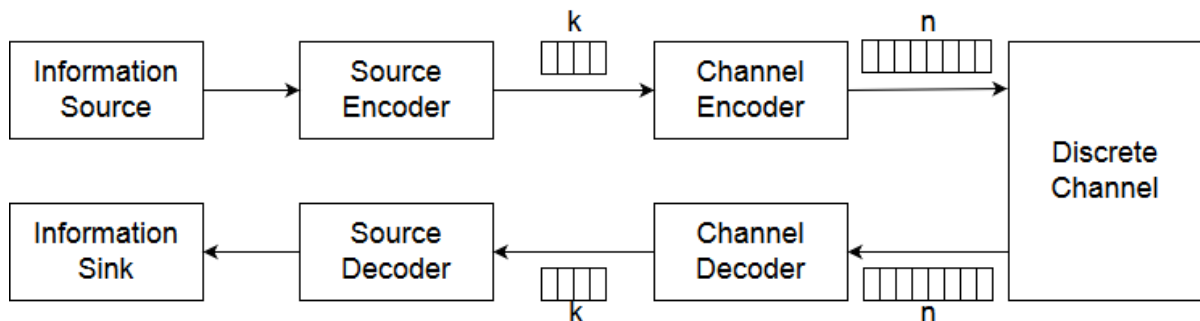 k
n
Information
Source
Source
Encoder
Channel
Encoder
Discrete
Channel
Information
Sink
Source
Decoder
Channel
Decoder
k
n